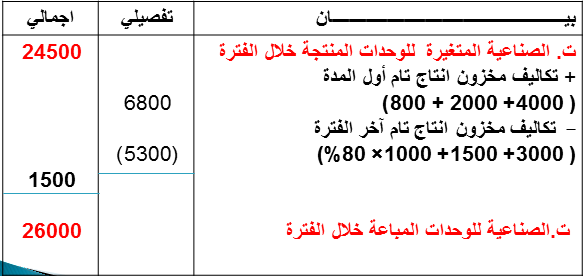 بيــــــــــــــان تفصيلي اجمالي
ت. الصناعية المتغيرة للوحدات المنتجة خلال الفترة 24500
+ تكاليف مخزون انتاج تام أول المدة
( 4000+ 2000 + 800) 6800
– تكاليف مخزون انتاج تام آخر الفترة
( 3000+ 1500+ 1000× 80%) (5300)
1500
ت.الصناعية للوحدات المباعة خلال الفترة 26000